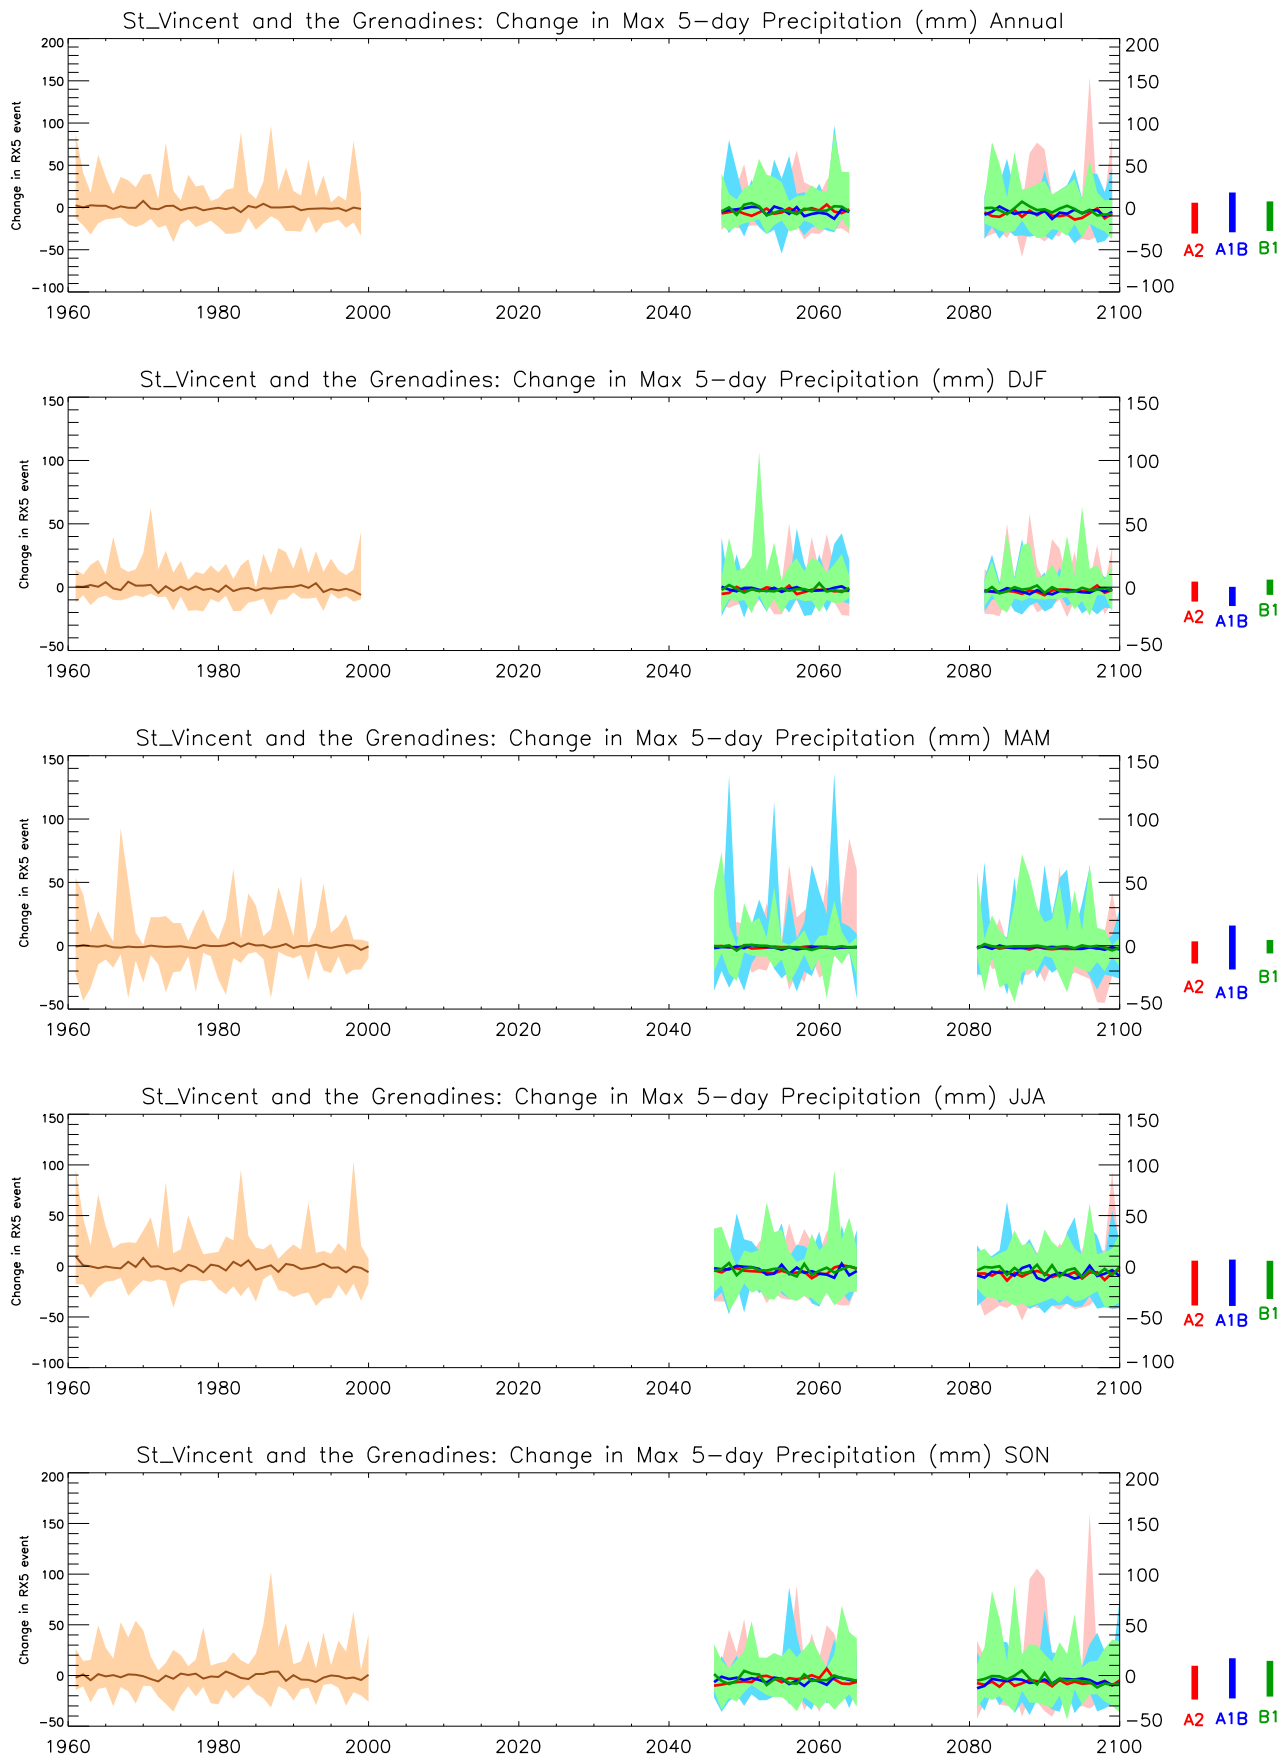 St_Vincent and the Grenadines: Change in Max 5-day Precipitation (mm) Annual
Change in RX5 event
200
150
100
50
0
-50
-100
200
150
100
50
0
-50
-100
1960 1980 2000 2020 2040 2060 2080 2100
A2 A1B B1
St_Vincent and the Grenadines: Change in Max 5-day Precipitation (mm) DJF
Change in RX5 event
150
100
50
0
-50
150
100
50
0
-50
1960 1980 2000 2020 2040 2060 2080 2100
A2 A1B B1
St_Vincent and the Grenadines: Change in Max 5-day Precipitation (mm) MAM
Change in RX5 event
150
100
50
0
-50
150
100
50
0
-50
1960 1980 2000 2020 2040 2060 2080 2100
A2 A1B B1
St_Vincent and the Grenadines: Change in Max 5-day Precipitation (mm) JJA
Change in RX5 event
150
100
50
0
-50
-100
150
100
50
0
-50
-100
1960 1980 2000 2020 2040 2060 2080 2100
A2 A1B B1
St_Vincent and the Grenadines: Change in Max 5-day Precipitation (mm) SON
Change in RX5 event
200
150
100
50
0
-50
200
150
100
50
0
-50
1960 1980 2000 2020 2040 2060 2080 2100
A2 A1B B1